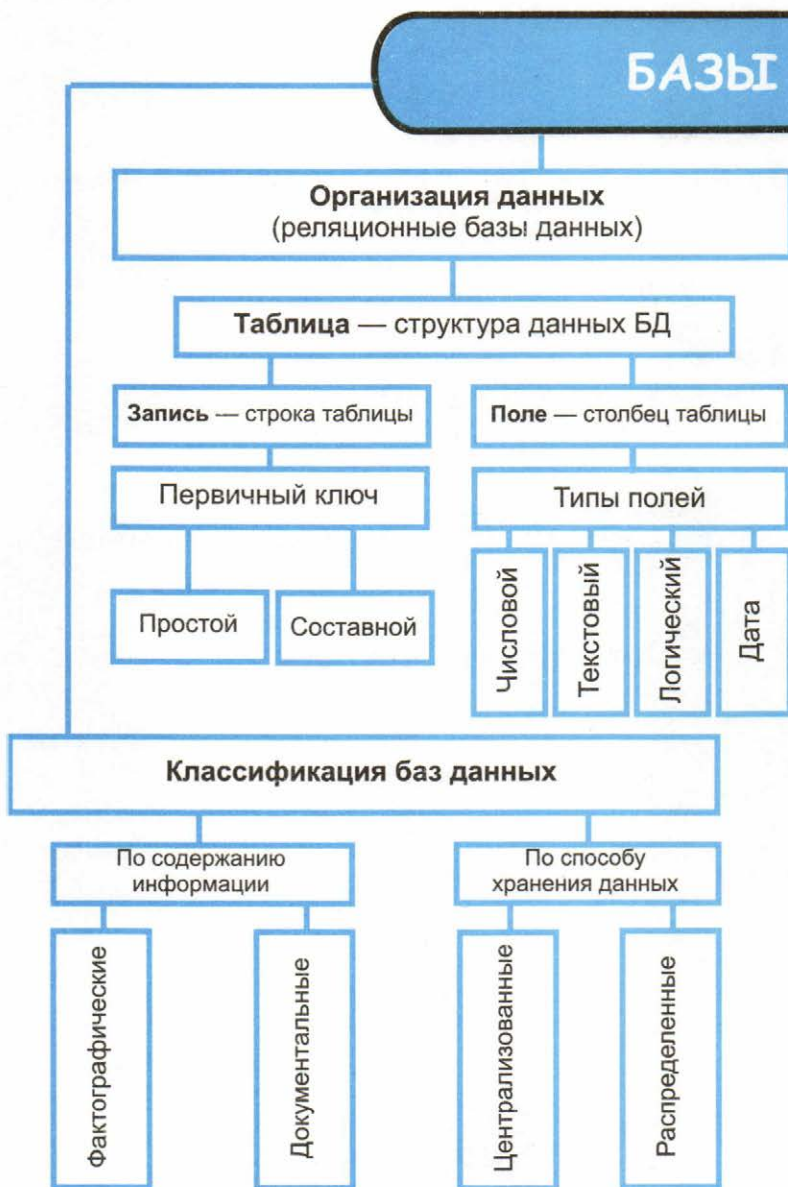 БАЗЫ
Организация данных
(реляционные базы данных)
Таблица — структура данных БД
Запись — строка таблицы
Поле — столбец таблицы
Первичный ключ
Типы полей
Простой
Составной
Числовой
Текстовый
Логический
Дата
Классификация баз данных
По содержанию
информации
По способу
хранения данных
Фактографические
Документальные
Централизованные
Распределенные